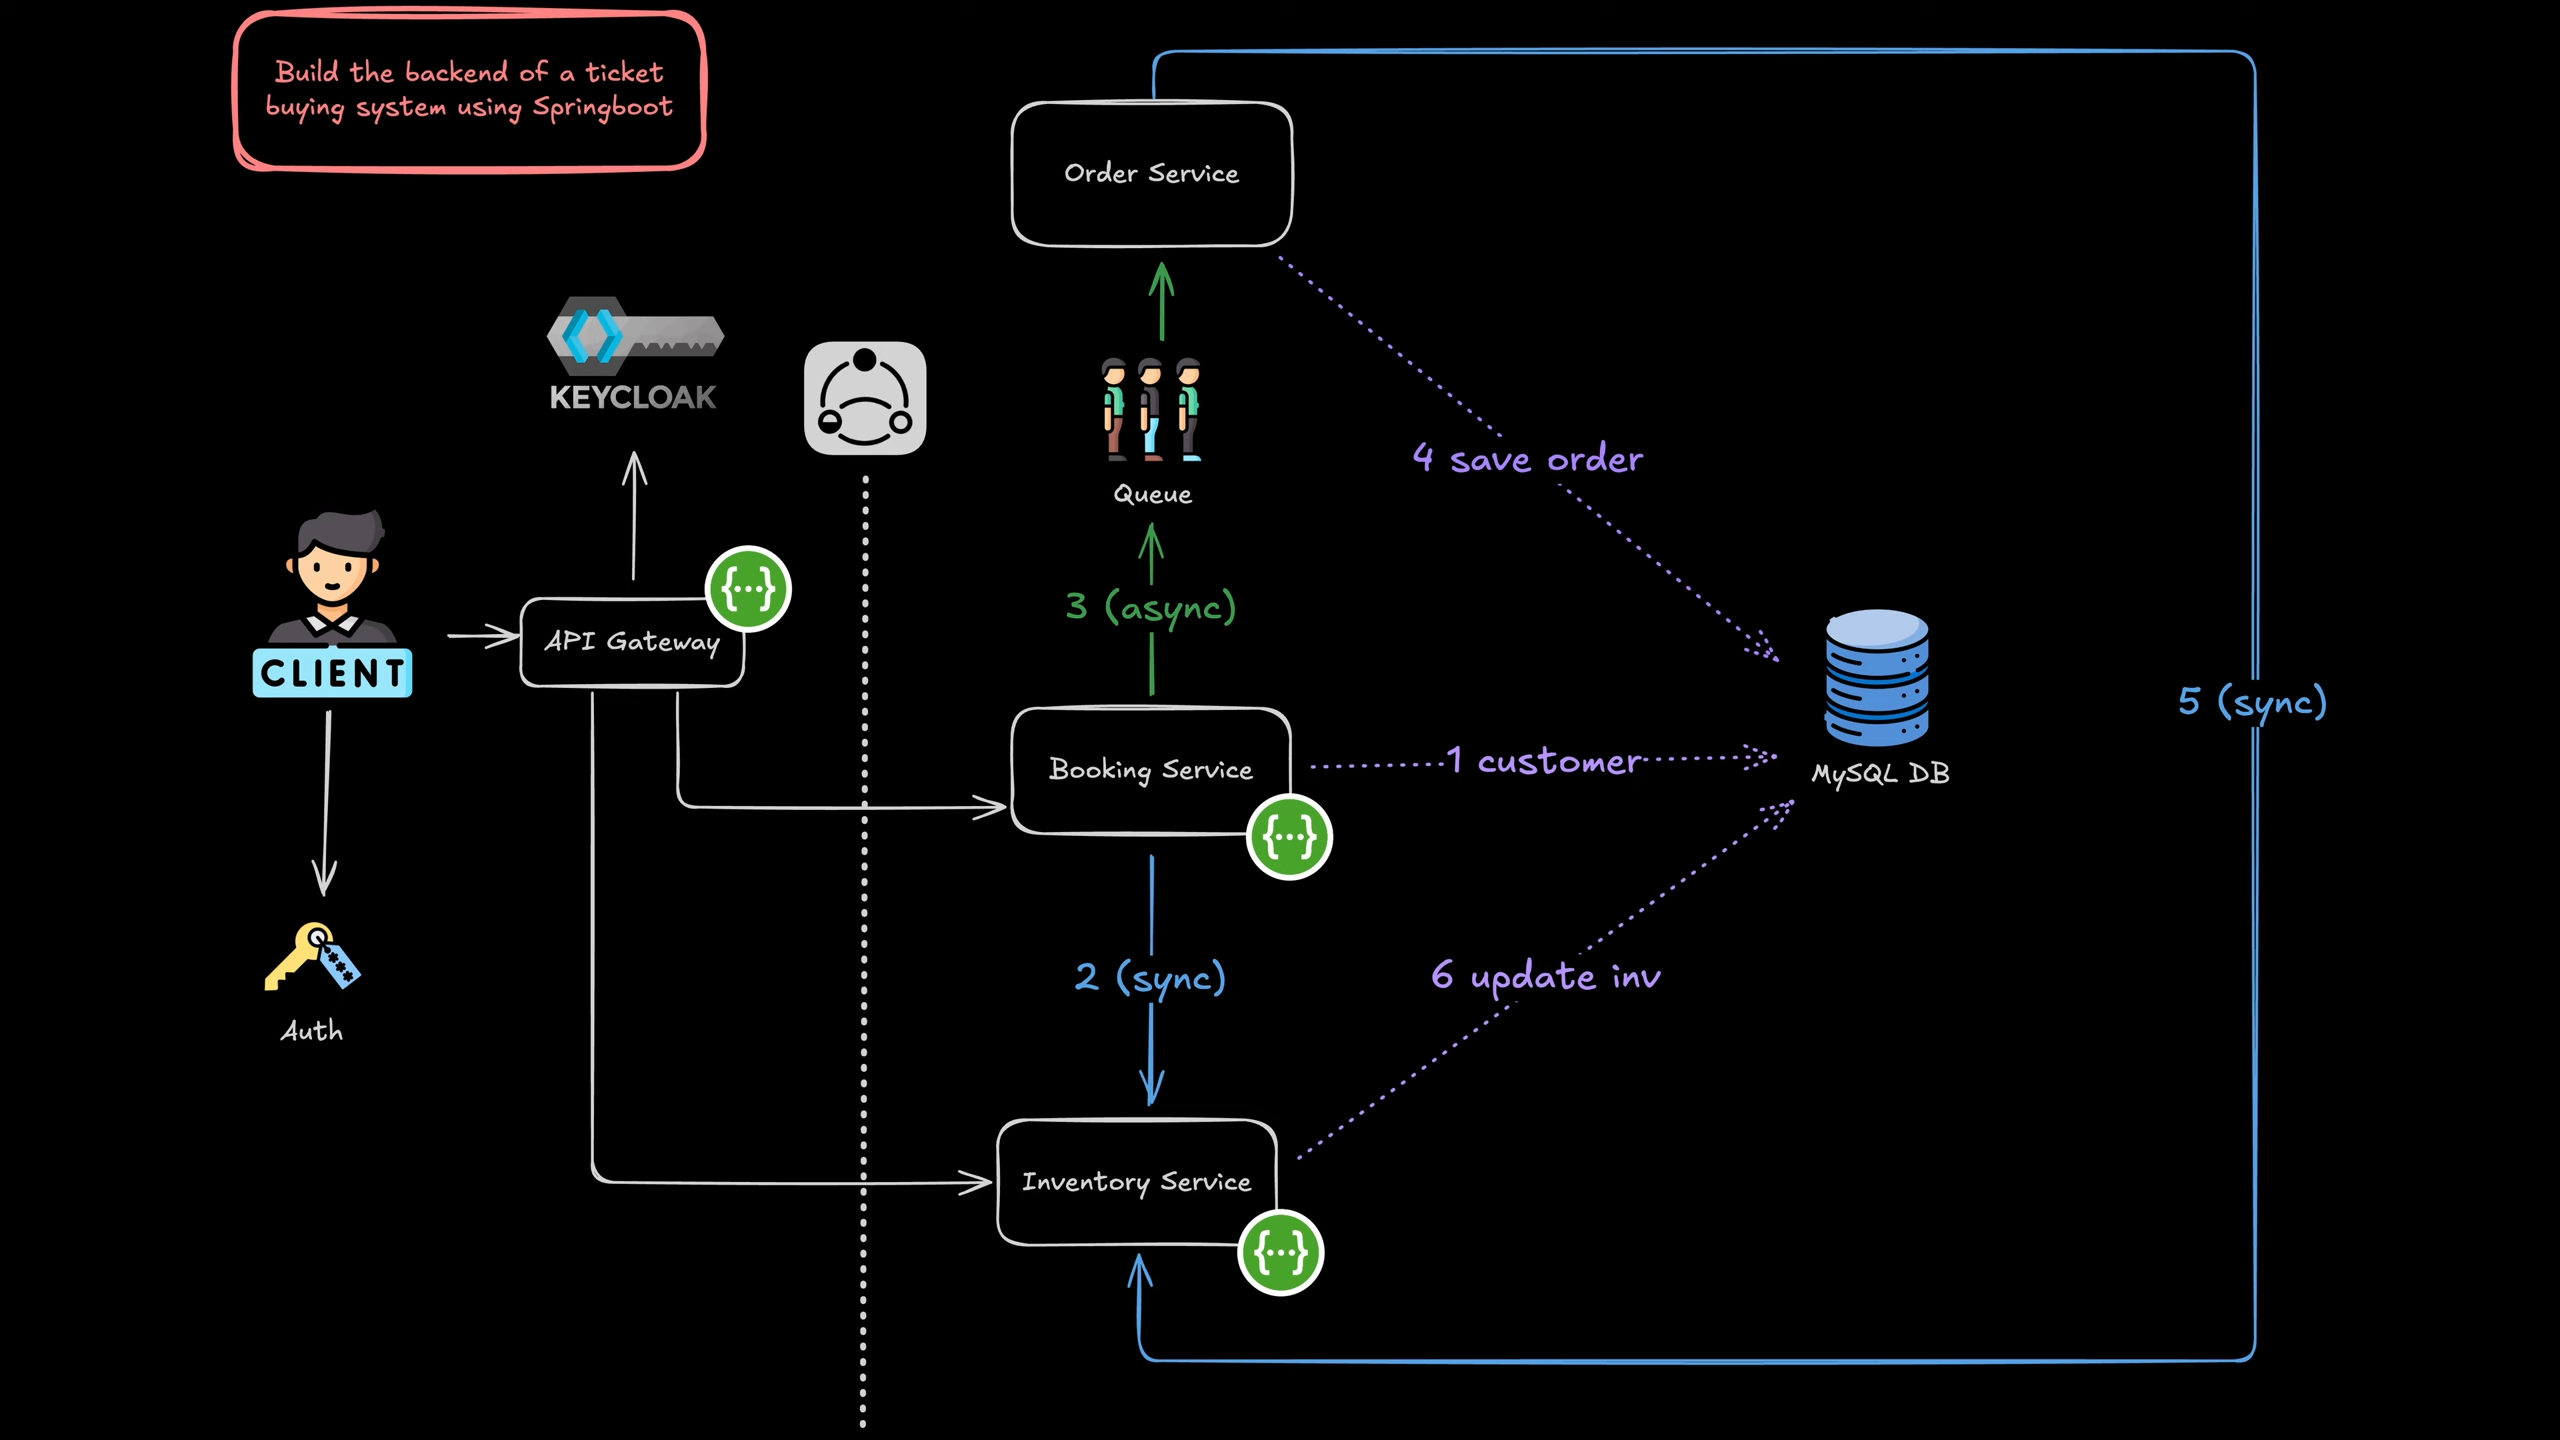 Build the backend of a ticket
buying system using Springboot
Order Service
KEYCLOAK
Queue
4 save order
3 (async)
API Gateway
CLIENT
5 (sync)
Booking Service
1 customer
MySQL DB
2 (sync)
6 update inv
Auth
Inventory Service
{...}
{...}
{...}